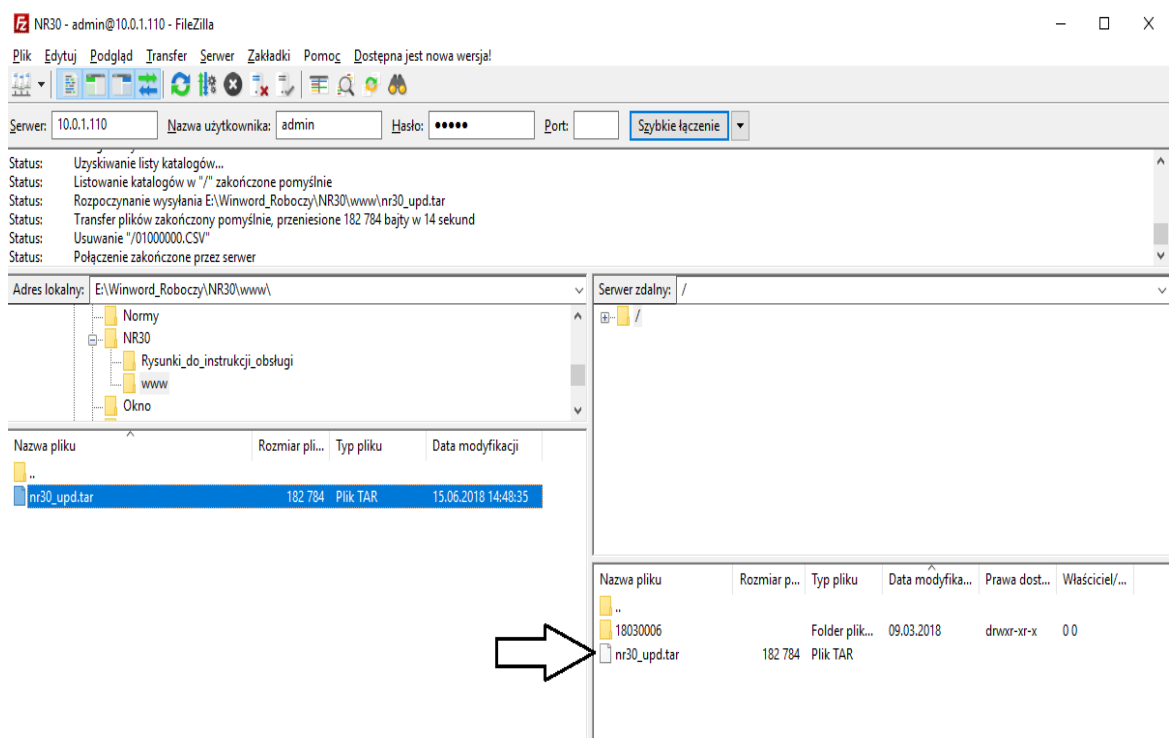 NR30 - admin@10.0.1.110 - FileZilla
Plik Edytuj Podgląd Transfer Serwer Zakładki Pomoc Dostępna jest nowa wersja!
Serwer: 10.0.1.110 Nazwa użytkownika: admin Hasło: ●●●●● Port: Szybkie łączenie
Status: Uzyskiwanie listy katalogów...
Status: Listowanie katalogów w "/" zakończone pomyślnie
Status: Rozpoczynanie wysyłania E:\Winword_Roboczy\NR30\www\nr30_upd.tar
Status: Transfer plików zakończony pomyślnie, przeniesione 182 784 bajty w 14 sekund
Status: Usuwanie "/01000000.CSV"
Status: Połączenie zakończone przez serwer
Adres lokalny: E:\Winword_Roboczy\NR30\www\
Normy
NR30
Rysunki_do_instrukcji_obsługi
www
Okno
Nazwa pliku Rozmiar pli... Typ pliku Data modyfikacji
..
nr30_upd.tar 182 784 Plik TAR 15.06.2018 14:48:35
Serwer zdalny: /
/
Nazwa pliku Rozmiar p... Typ pliku Data modyfika... Prawa dost... Właściciel/...
..
18030006 Folder plik... 09.03.2018 drwxr-xr-x 0 0
nr30_upd.tar 182 784 Plik TAR